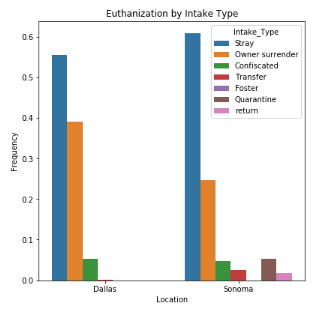 Euthanization by Intake Type
Intake_Type
Stray
Owner surrender
Confiscated
Transfer
Foster
Quarantine
return
0.6
0.5
0.4
0.3
0.2
0.1
0.0
Frequency
Dallas
Sonoma
Location